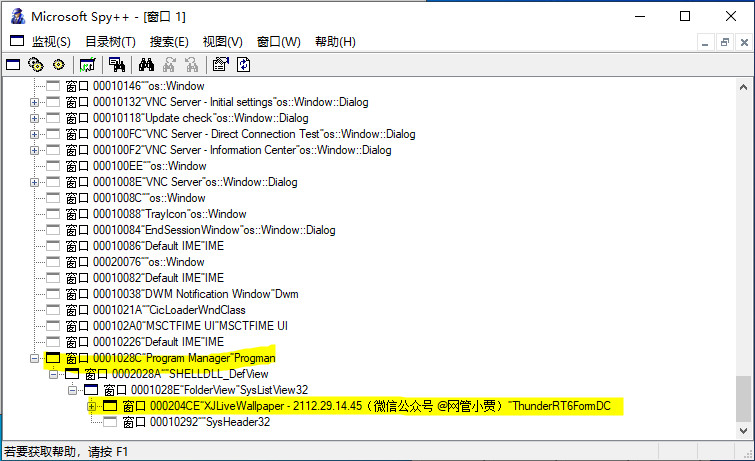 Microsoft Spy++ - [窗口 1]
监视(S) 目录树(T) 搜索(E) 视图(V) 窗口(W) 帮助(H)
窗口 00010146""os::Window
窗口 00010132"VNC Server - Initial settings"os::Window::Dialog
窗口 00010118"Update check"os::Window::Dialog
窗口 000100FC"VNC Server - Direct Connection Test"os::Window::Dialog
窗口 000100F2"VNC Server - Information Center"os::Window::Dialog
窗口 000100EE""os::Window
窗口 0001008E"VNC Server"os::Window::Dialog
窗口 0001008C""os::Window
窗口 00010088"TrayIcon"os::Window
窗口 00010084"EndSessionWindow"os::Window::Dialog
窗口 00010086"Default IME"IME
窗口 00020076""os::Window
窗口 00010082"Default IME"IME
窗口 00010038"DWM Notification Window"Dwm
窗口 0001021A""CicLoaderWndClass
窗口 000102A0"MSCTFIME UI"MSCTFIME UI
窗口 00010226"Default IME"IME
窗口 0001028C"Program Manager"Progman
窗口 0002028A""SHELLDLL_DefView
窗口 0001028E"FolderView"SysListView32
窗口 000204CE"XJLiveWallpaper - 2112.29.14.45（微信公众号 @网管小贾）"ThunderRT6FormDC
窗口 00010292""SysHeader32
若要获取帮助，请按 F1